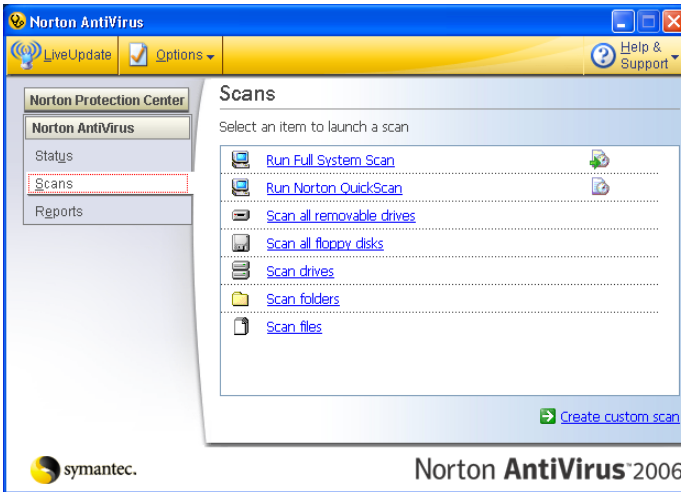 Norton AntiVirus
LiveUpdate Options Help & Support
Norton Protection Center
Norton AntiVirus
Status
Scans
Reports
Scans
Select an item to launch a scan
Run Full System Scan
Run Norton QuickScan
Scan all removable drives
Scan all floppy disks
Scan drives
Scan folders
Scan files
Create custom scan
symantec.
Norton AntiVirus™2006